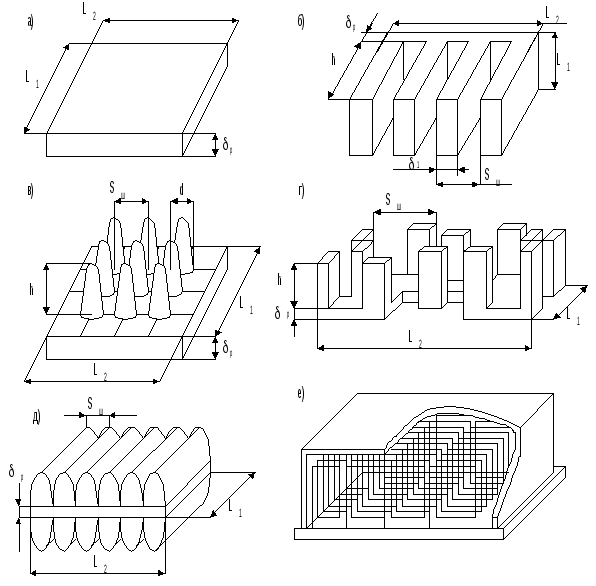 а)
L 2
L 1
δ р
б)
δ р
L 2
h
L 1
δ 1
S ш
в)
S ш
d
h
L 1
δ р
L 2
г)
S ш
h
δ р
L 1
L 2
д)
S ш
δ р
L 1
L 2
е)